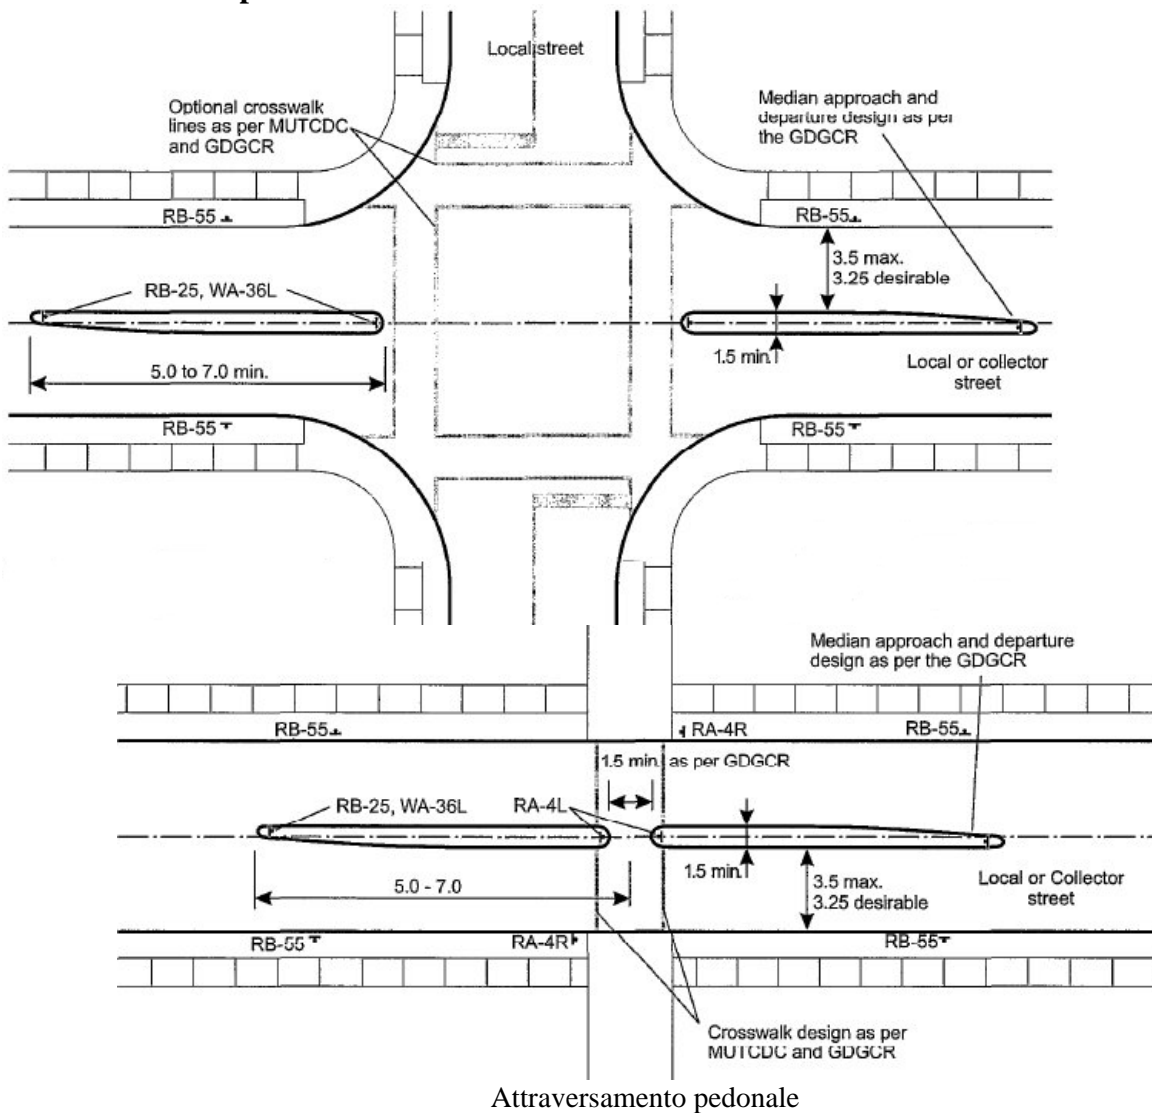 Local street
Optional crosswalk
lines as per MUTCDC
and GDGCR
Median approach and
departure design as per
the GDGCR
RB-55
RB-55
3.5 max.
3.25 desirable
RB-25, WA-36L
1.5 min.
5.0 to 7.0 min.
Local or collector
street
RB-55
RB-55
Median approach and departure
design as per the GDGCR
RB-55
RA-4R
RB-55
1.5 min. as per GDGCR
RB-25, WA-36L
RA-4L
1.5 min.
5.0 - 7.0
3.5 max.
3.25 desirable
Local or Collector
street
RB-55
RA-4R
RB-55
Crosswalk design as per
MUTCDC and GDGCR
Attraversamento pedonale